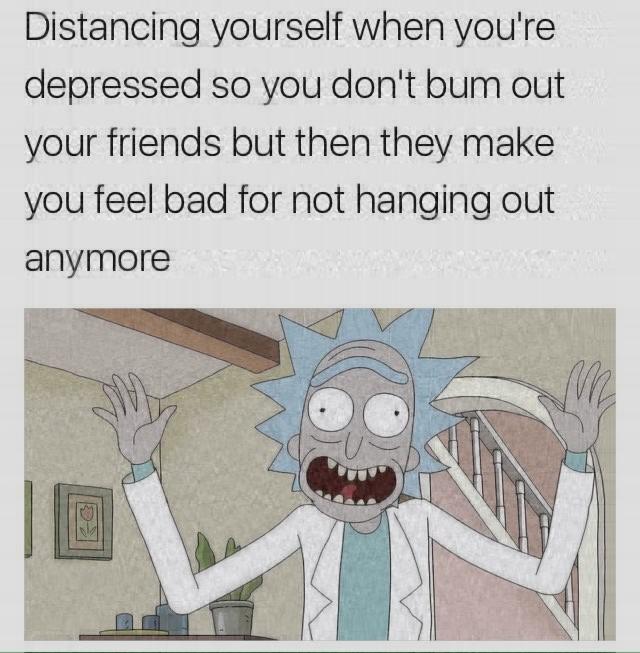 Distancing yourself when you're
depressed so you don't bum out
your friends but then they make
you feel bad for not hanging out
anymore